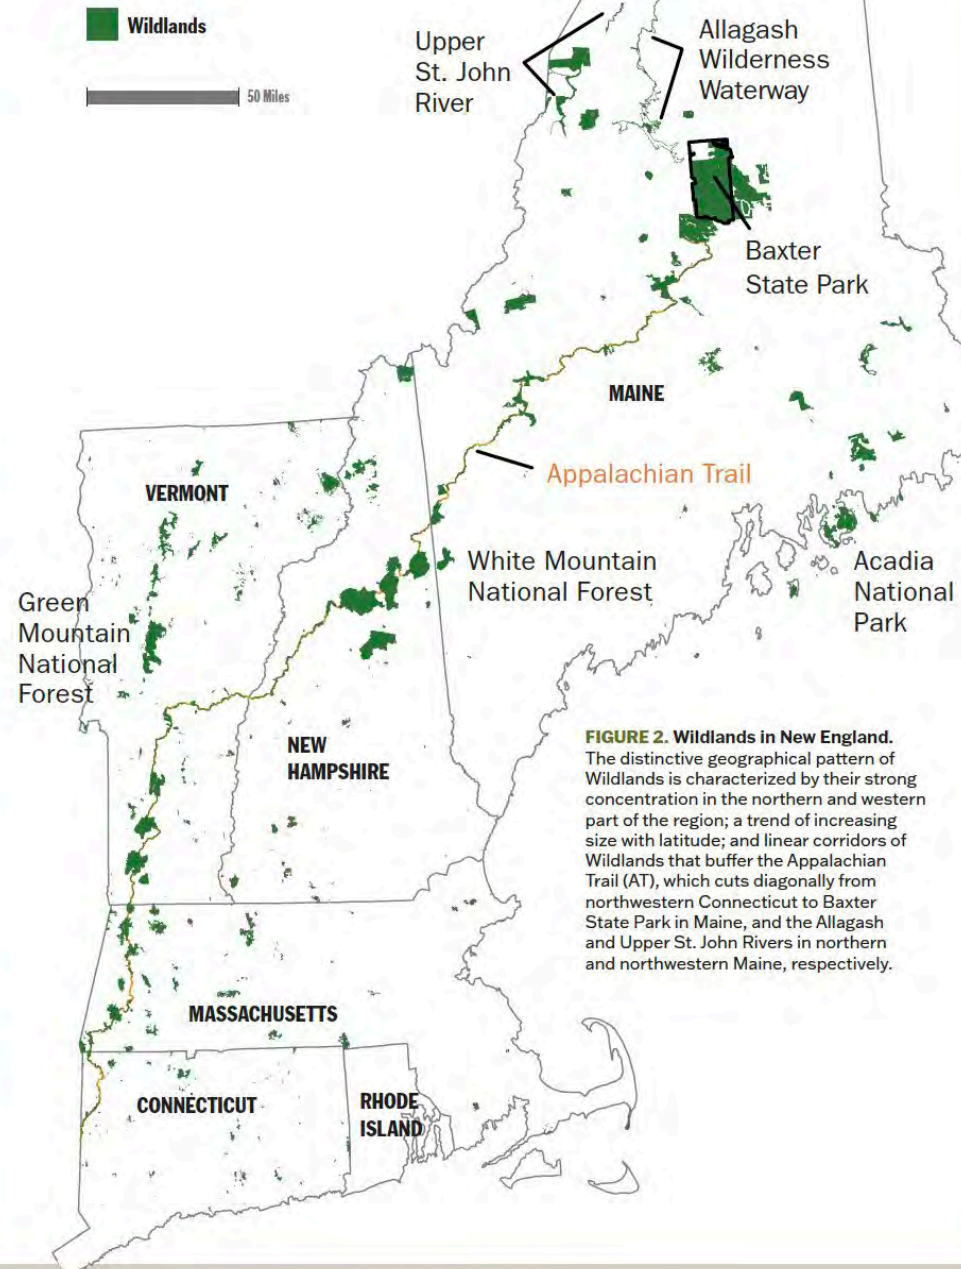 Wildlands
50 Miles
Upper
St. John
River
Allagash
Wilderness
Waterway
Baxter
State Park
MAINE
Appalachian Trail
VERMONT
White Mountain
National Forest
Acadia
National
Park
Green
Mountain
National
Forest
NEW
HAMPSHIRE
FIGURE 2. Wildlands in New England.
The distinctive geographical pattern of
Wildlands is characterized by their strong
concentration in the northern and western
part of the region; a trend of increasing
size with latitude; and linear corridors of
Wildlands that buffer the Appalachian
Trail (AT), which cuts diagonally from
northwestern Connecticut to Baxter
State Park in Maine, and the Allagash
and Upper St. John Rivers in northern
and northwestern Maine, respectively.
MASSACHUSETTS
CONNECTICUT
RHODE
ISLAND